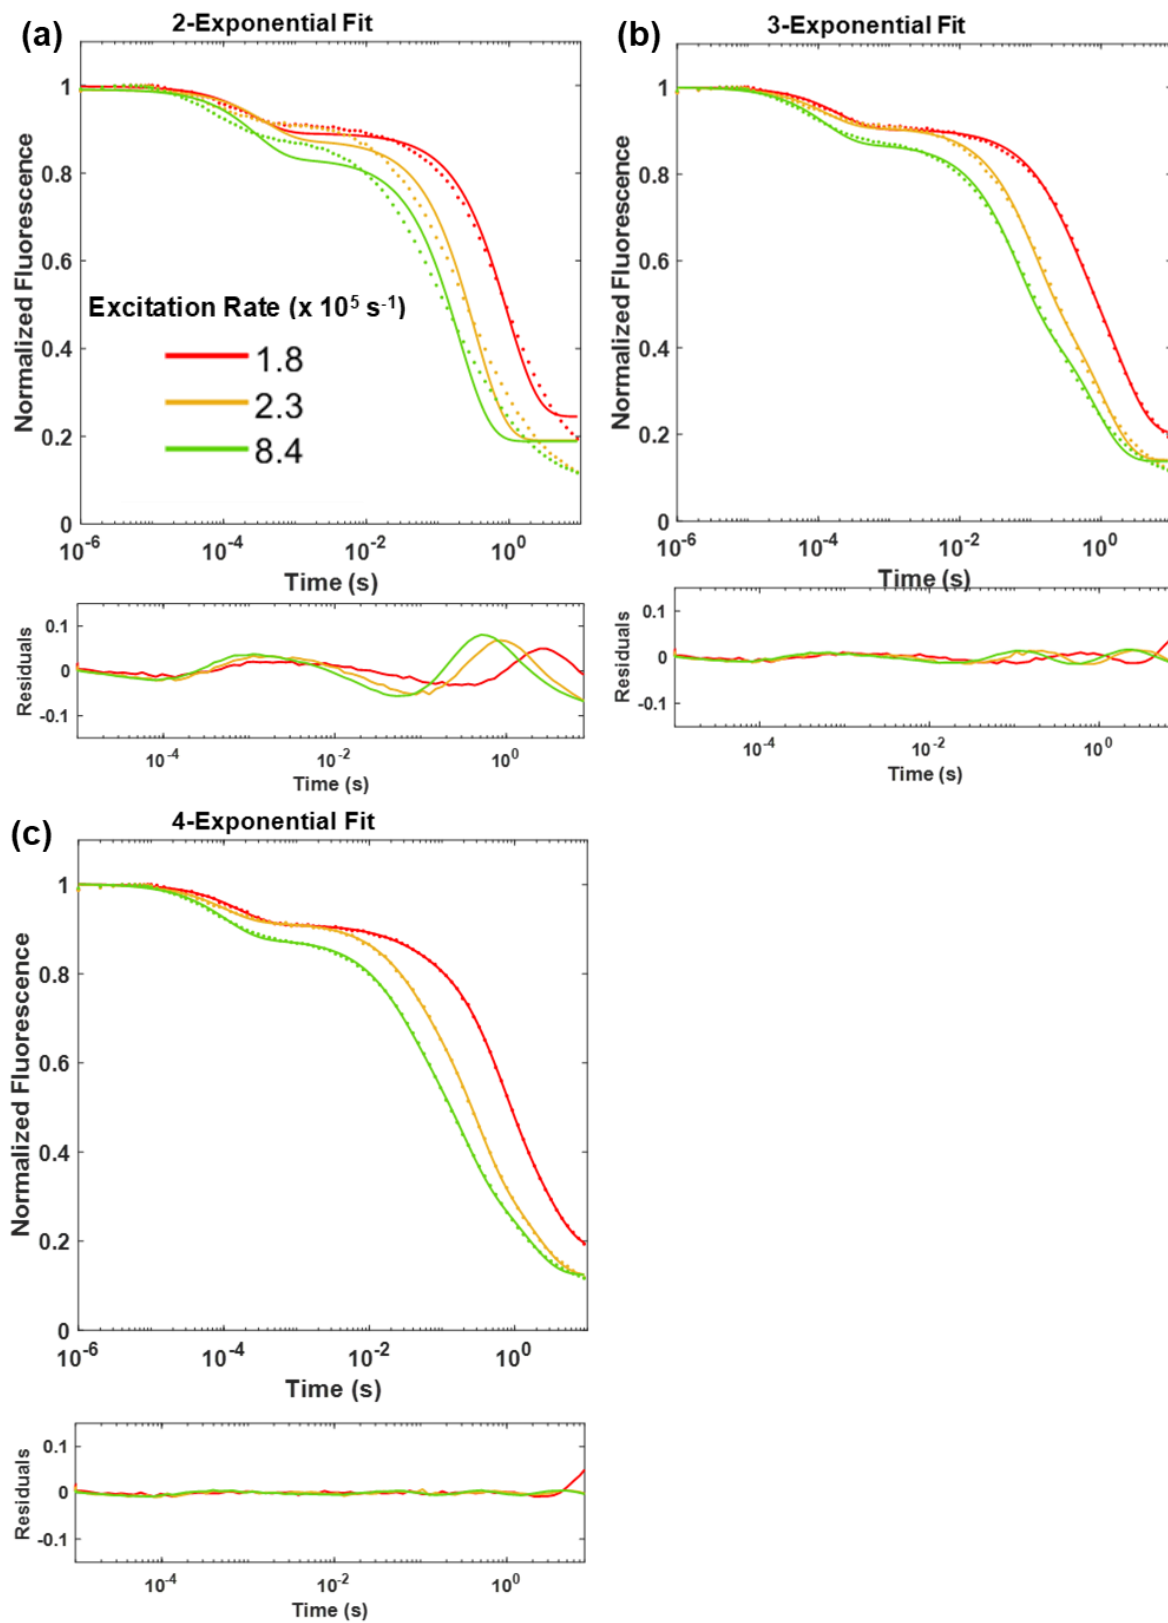 (a)
2-Exponential Fit
Normalized Fluorescence
1
0.8
0.6
0.4
0.2
0
Excitation Rate (x 10⁵ s⁻¹)
1.8
2.3
8.4
10⁻⁶ 10⁻⁴ 10⁻² 10⁰
Time (s)
Residuals
0.1
0
-0.1
10⁻⁴ 10⁻² 10⁰
Time (s)
(b)
3-Exponential Fit
Normalized Fluorescence
1
0.8
0.6
0.4
0.2
0
10⁻⁶ 10⁻⁴ 10⁻² 10⁰
Time (s)
Residuals
0.1
0
-0.1
10⁻⁴ 10⁻² 10⁰
Time (s)
(c)
4-Exponential Fit
Normalized Fluorescence
1
0.8
0.6
0.4
0.2
0
10⁻⁶ 10⁻⁴ 10⁻² 10⁰
Time (s)
Residuals
0.1
0
-0.1
10⁻⁴ 10⁻² 10⁰
Time (s)